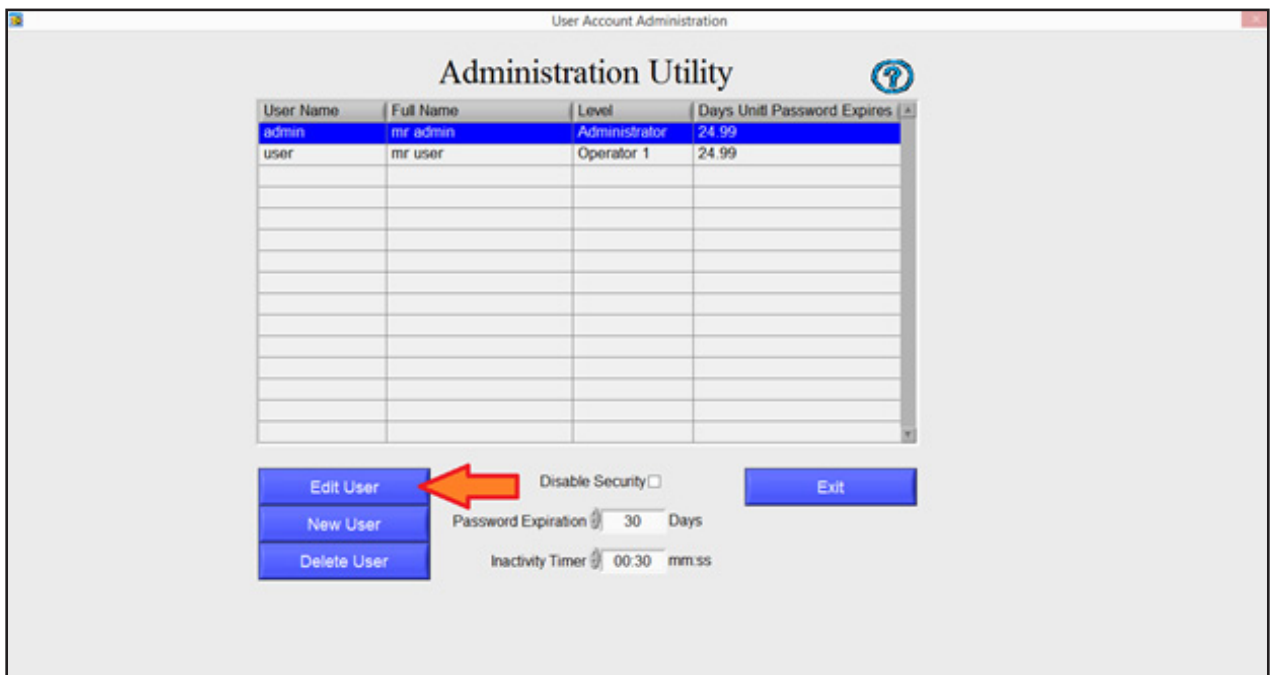 User Account Administration
Administration Utility
?
User Name Full Name Level Days Unitl Password Expires
admin mr admin Administrator 24.99
user mr user Operator 1 24.99
Edit User Disable Security Exit
New User Password Expiration 30 Days
Delete User Inactivity Timer 00:30 mm:ss